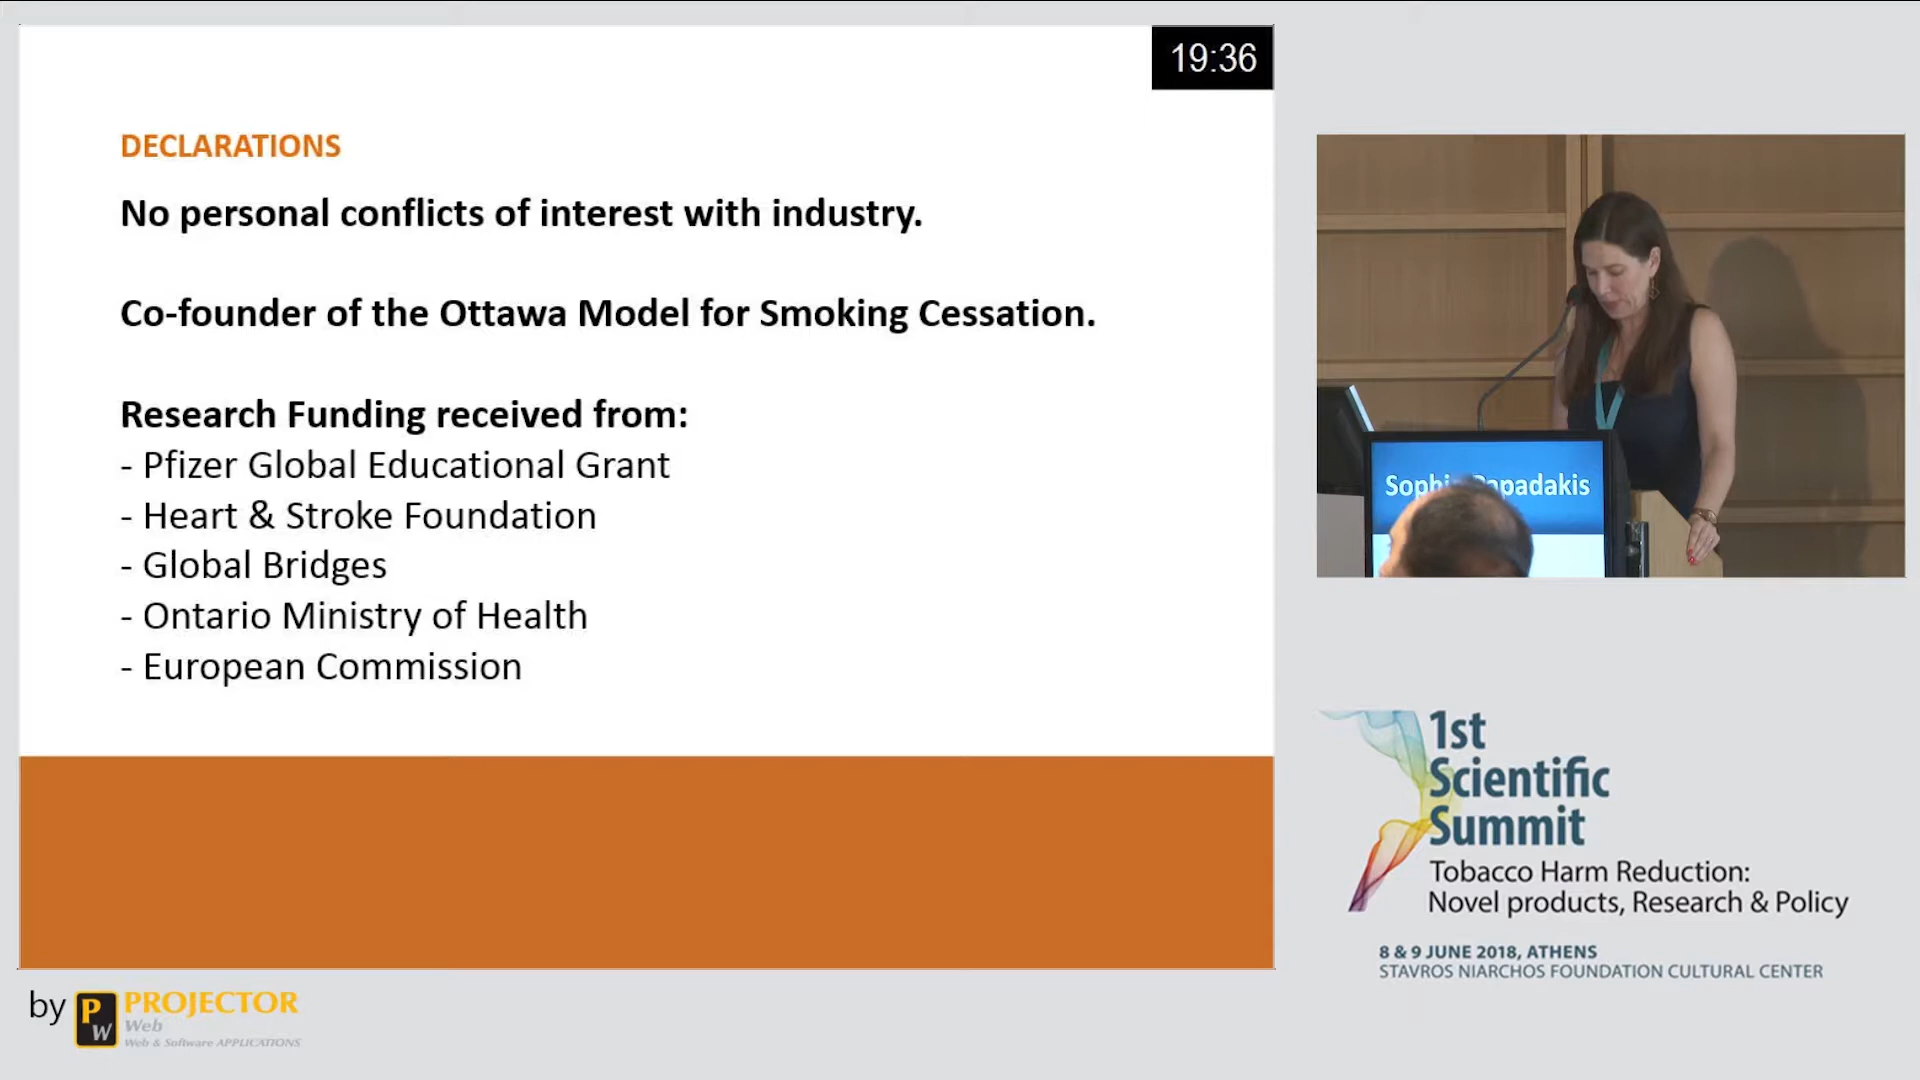 19:36
DECLARATIONS
No personal conflicts of interest with industry.
Co-founder of the Ottawa Model for Smoking Cessation.
Research Funding received from:
- Pfizer Global Educational Grant
- Heart & Stroke Foundation
- Global Bridges
- Ontario Ministry of Health
- European Commission
apadakis
1st
Scientific
Summit
Tobacco Harm Reduction:
Novel products, Research & Policy
8 & 9 JUNE 2018, ATHENS
STAVROS NIARCHOS FOUNDATION CULTURAL CENTER
by PW PROJECTOR
Web
Web & Software APPLICATIONS